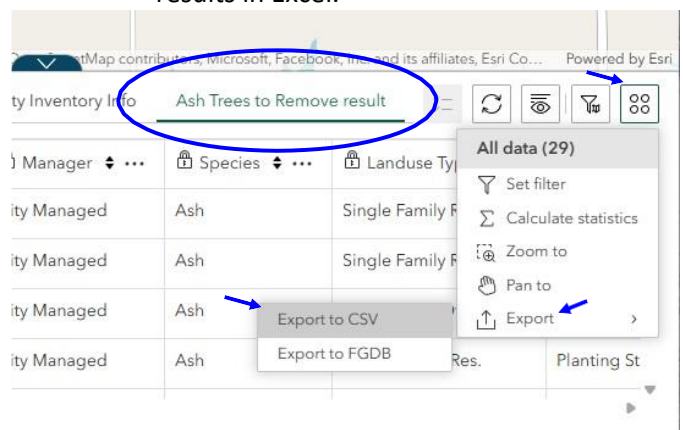 results in Excel.
tMap contributors, Microsoft, Facebook, Inc. and its affiliates, Esri Co... Powered by Esri
ty Inventory Info Ash Trees to Remove result
Manager ... Species ... Landuse Ty
All data (29)
Set filter
Calculate statistics
Zoom to
Pan to
Export >
ity Managed Ash Single Family R
ity Managed Ash Single Family R
ity Managed Ash
Export to CSV
Export to FGDB
ity Managed Ash Res. Planting St